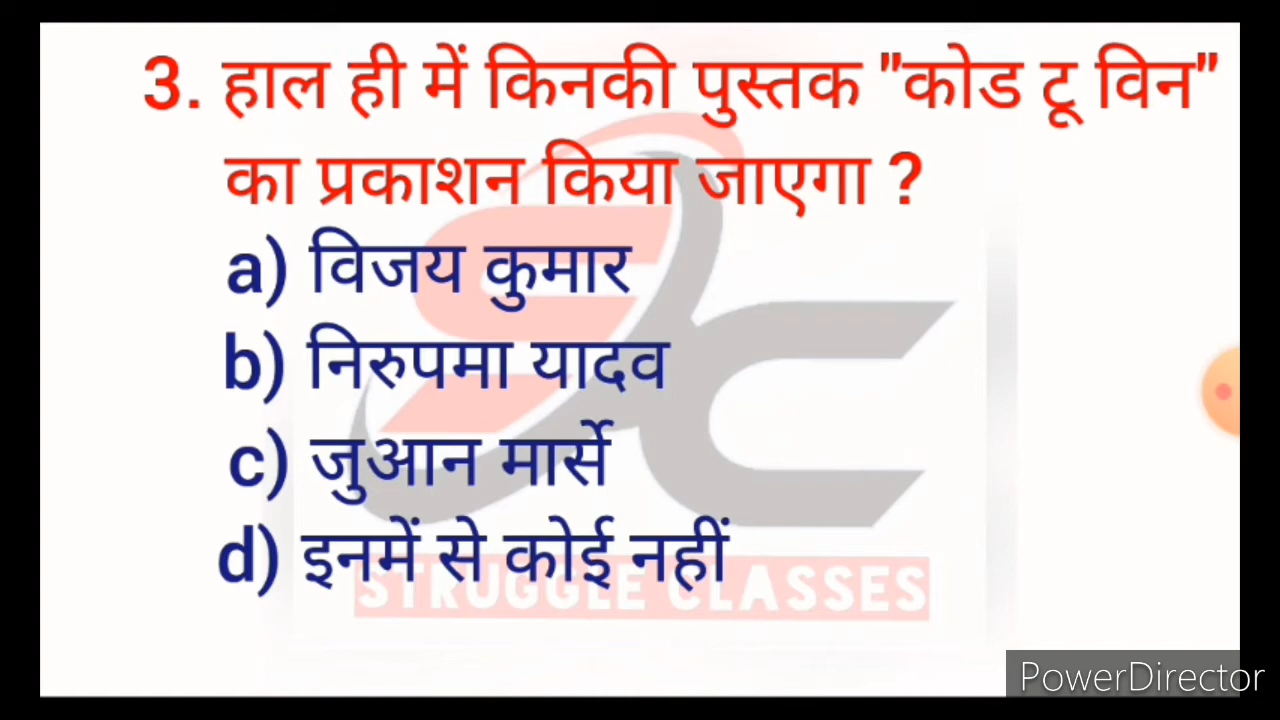 3. हाल ही में किनकी पुस्तक "कोड टू विन"
का प्रकाशन किया जाएगा ?
a) विजय कुमार
b) निरुपमा यादव
c) जुआन मार्से
d) इनमें से कोई नहीं
STRUGGLE CLASSES
PowerDirector